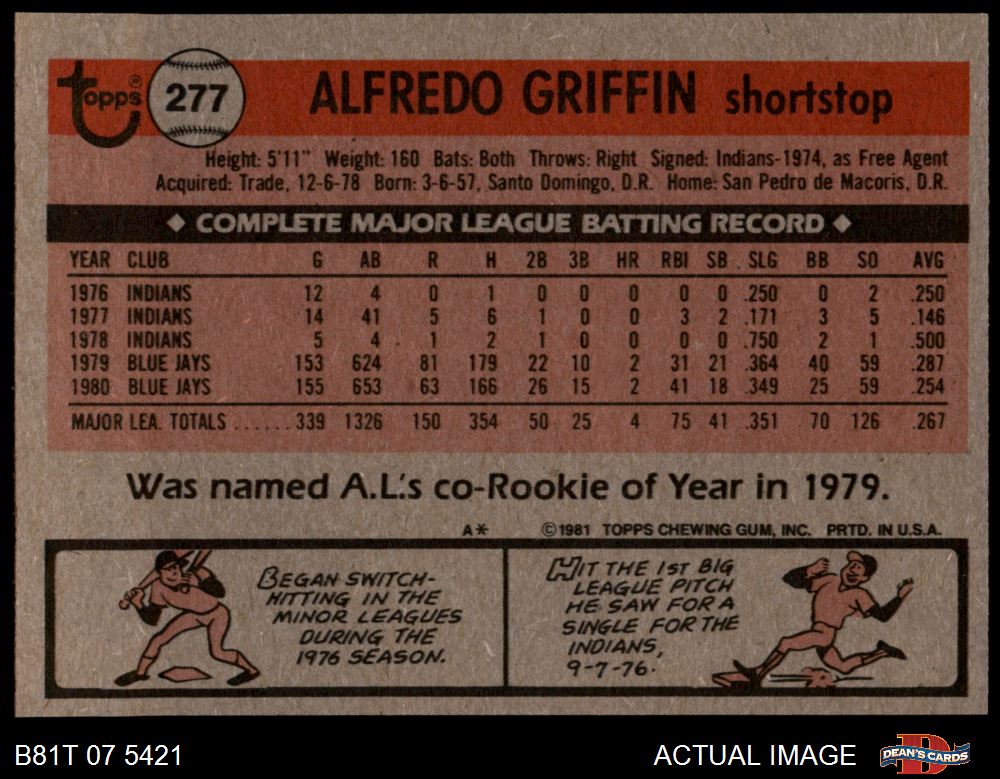 Topps® 277 ALFREDO GRIFFIN shortstop
Height: 5'11" Weight: 160 Bats: Both Throws: Right Signed: Indians-1974, as Free Agent
Acquired: Trade, 12-6-78 Born: 3-6-57, Santo Domingo, D.R. Home: San Pedro de Macoris, D.R.
◆ COMPLETE MAJOR LEAGUE BATTING RECORD ◆
YEAR CLUB G AB R H 2B 3B HR RBI SB SLG BB SO AVG
1976 INDIANS 12 4 0 1 0 0 0 0 0 .250 0 2 .250
1977 INDIANS 14 41 5 6 1 0 0 3 2 .171 3 5 .146
1978 INDIANS 5 4 1 2 1 0 0 0 0 .750 2 1 .500
1979 BLUE JAYS 153 624 81 179 22 10 2 31 21 .364 40 59 .287
1980 BLUE JAYS 155 653 63 166 26 15 2 41 18 .349 25 59 .254
MAJOR LEA. TOTALS ...... 339 1326 150 354 50 25 4 75 41 .351 70 126 .267
Was named A.L.'s co-Rookie of Year in 1979.
A* ©1981 TOPPS CHEWING GUM, INC. PRTD. IN U.S.A.
BEGAN SWITCH-
HITTING IN THE
MINOR LEAGUES
DURING THE
1976 SEASON.
HIT THE 1ST BIG
LEAGUE PITCH
HE SAW FOR A
SINGLE FOR THE
INDIANS,
9-7-76.
B81T 07 5421 ACTUAL IMAGE DEAN'S CARDS